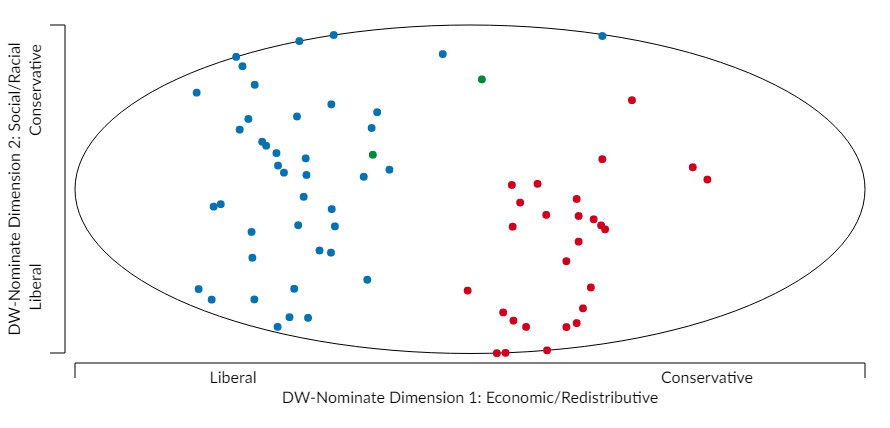 DW-Nominate Dimension 2: Social/Racial
Conservative
Liberal
Liberal
Conservative
DW-Nominate Dimension 1: Economic/Redistributive